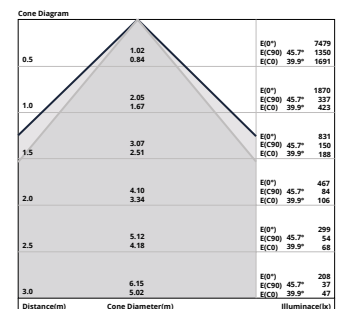 Cone Diagram
0.5 1.02 0.84 E(0°) 7479
E(C90) 45.7° 1350
E(C0) 39.9° 1691
1.0 2.05 1.67 E(0°) 1870
E(C90) 45.7° 337
E(C0) 39.9° 423
1.5 3.07 2.51 E(0°) 831
E(C90) 45.7° 150
E(C0) 39.9° 188
2.0 4.10 3.34 E(0°) 467
E(C90) 45.7° 84
E(C0) 39.9° 106
2.5 5.12 4.18 E(0°) 299
E(C90) 45.7° 54
E(C0) 39.9° 68
3.0 6.15 5.02 E(0°) 208
E(C90) 45.7° 37
E(C0) 39.9° 47
Distance(m) Cone Diameter(m) Illuminace(lx)